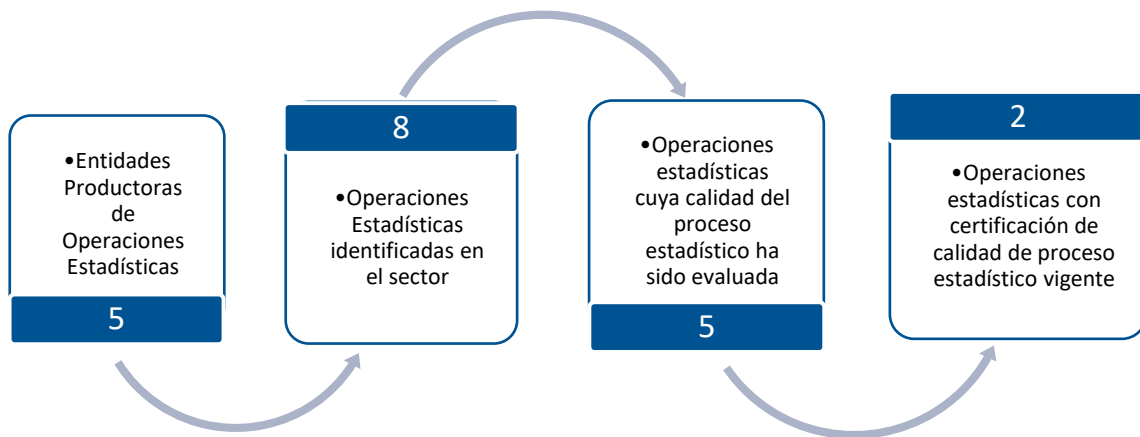 •Entidades
Productoras
de
Operaciones
Estadísticas
5
8
•Operaciones
Estadísticas
identificadas en
el sector
•Operaciones
estadísticas
cuya calidad del
proceso
estadístico ha
sido evaluada
5
2
•Operaciones
estadísticas con
certificación de
calidad de proceso
estadístico vigente